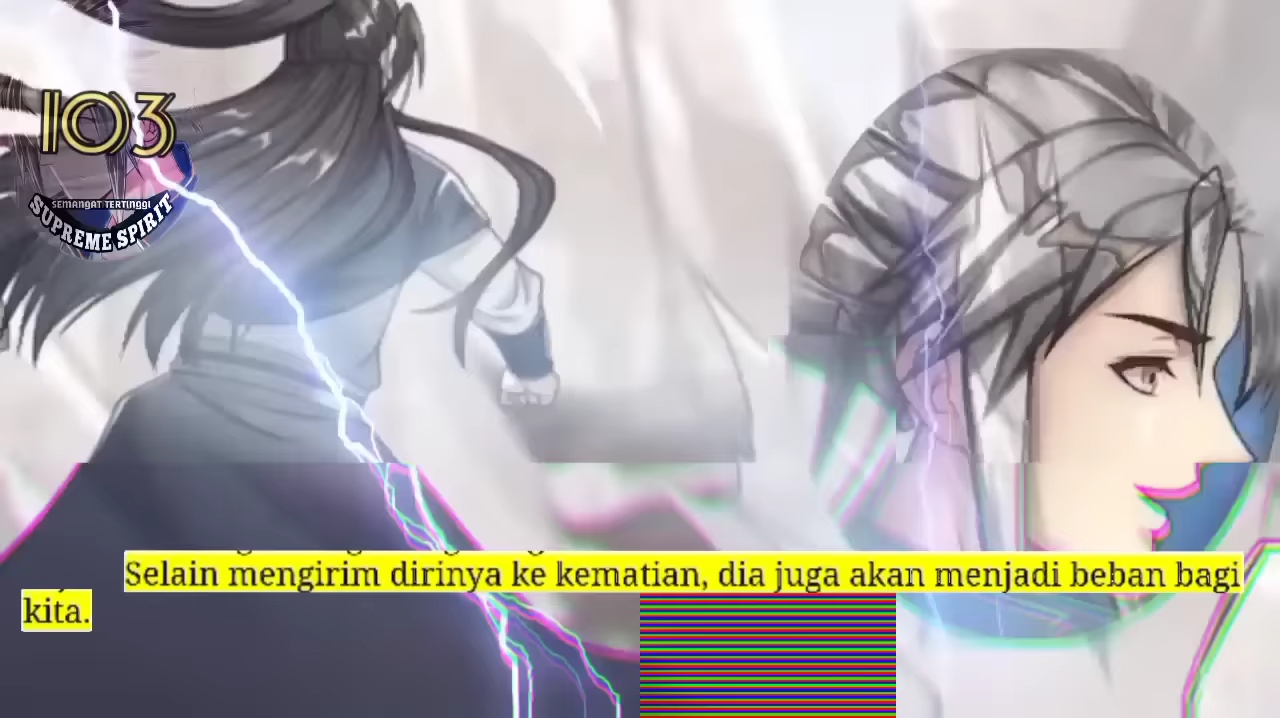 103
SEMANGAT TERTINGGI
SUPREME SPIRIT
Selain mengirim dirinya ke kematian, dia juga akan menjadi beban bagi
kita.